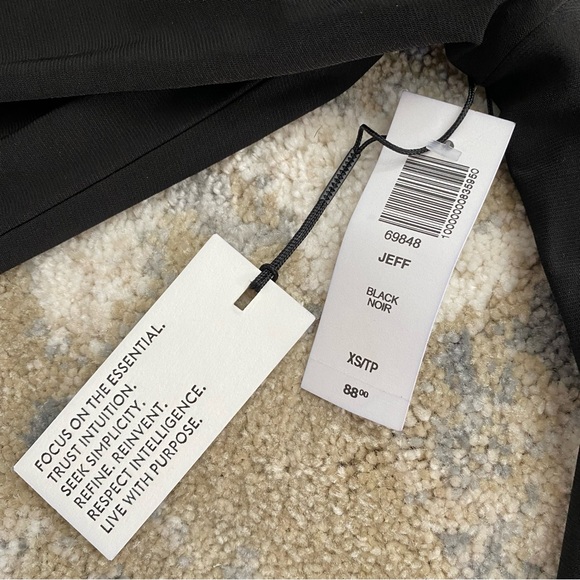 FOCUS ON THE ESSENTIAL.
TRUST INTUITION.
SEEK SIMPLICITY.
REFINE. REINVENT.
RESPECT INTELLIGENCE.
LIVE WITH PURPOSE.
1000000835950
69848
JEFF
BLACK
NOIR
XS/TP
88.00